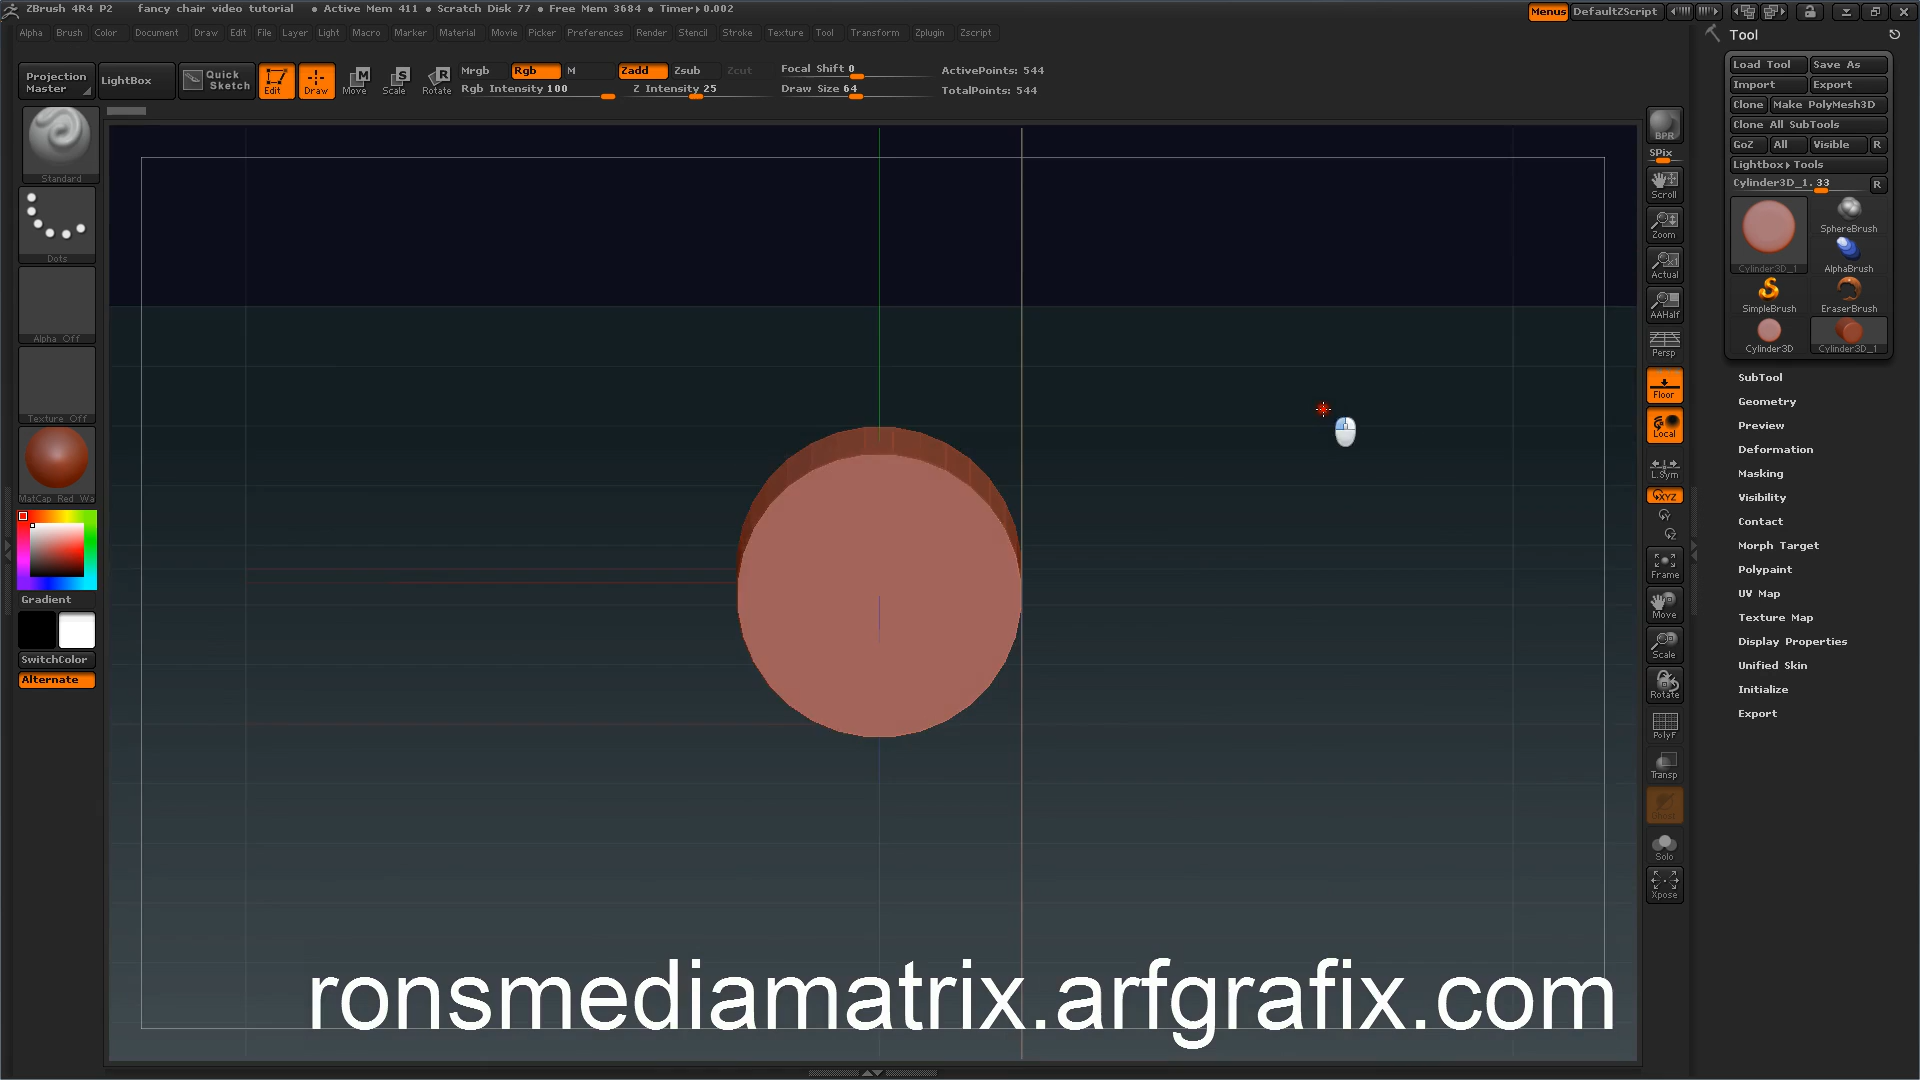 ZBrush 4R4 P2 fancy chair video tutorial • Active Mem 411 • Scratch Disk 77 • Free Mem 3684 • Timer▸0.002 Menus DefaultZScript
Alpha Brush Color Document Draw Edit File Layer Light Macro Marker Material Movie Picker Preferences Render Stencil Stroke Texture Tool Transform Zplugin Zscript
Projection Master
LightBox
Quick Sketch
Edit
Draw
Move
Scale
Rotate
Mrgb Rgb M
Rgb Intensity 100
Zadd Zsub Zcut
Z Intensity 25
Focal Shift 0
Draw Size 64
ActivePoints: 544
TotalPoints: 544
Standard
Dots
Alpha Off
Texture Off
MatCap Red Wa
Gradient
SwitchColor
Alternate
BPR
SPix
Scroll
Zoom
Actual
AAHalf
Persp
Floor
Local
L.Sym
XYZ
Y
Z
Frame
Move
Scale
Rotate
PolyF
Transp
Ghost
Solo
Xpose
Tool
Load Tool Save As
Import Export
Clone Make PolyMesh3D
Clone All SubTools
GoZ All Visible R
Lightbox▸Tools
Cylinder3D_1. 33 R
Cylinder3D_1
SphereBrush
AlphaBrush
SimpleBrush
EraserBrush
Cylinder3D
Cylinder3D_1
SubTool
Geometry
Preview
Deformation
Masking
Visibility
Contact
Morph Target
Polypaint
UV Map
Texture Map
Display Properties
Unified Skin
Initialize
Export
ronsmediamatrix.arfgrafix.com